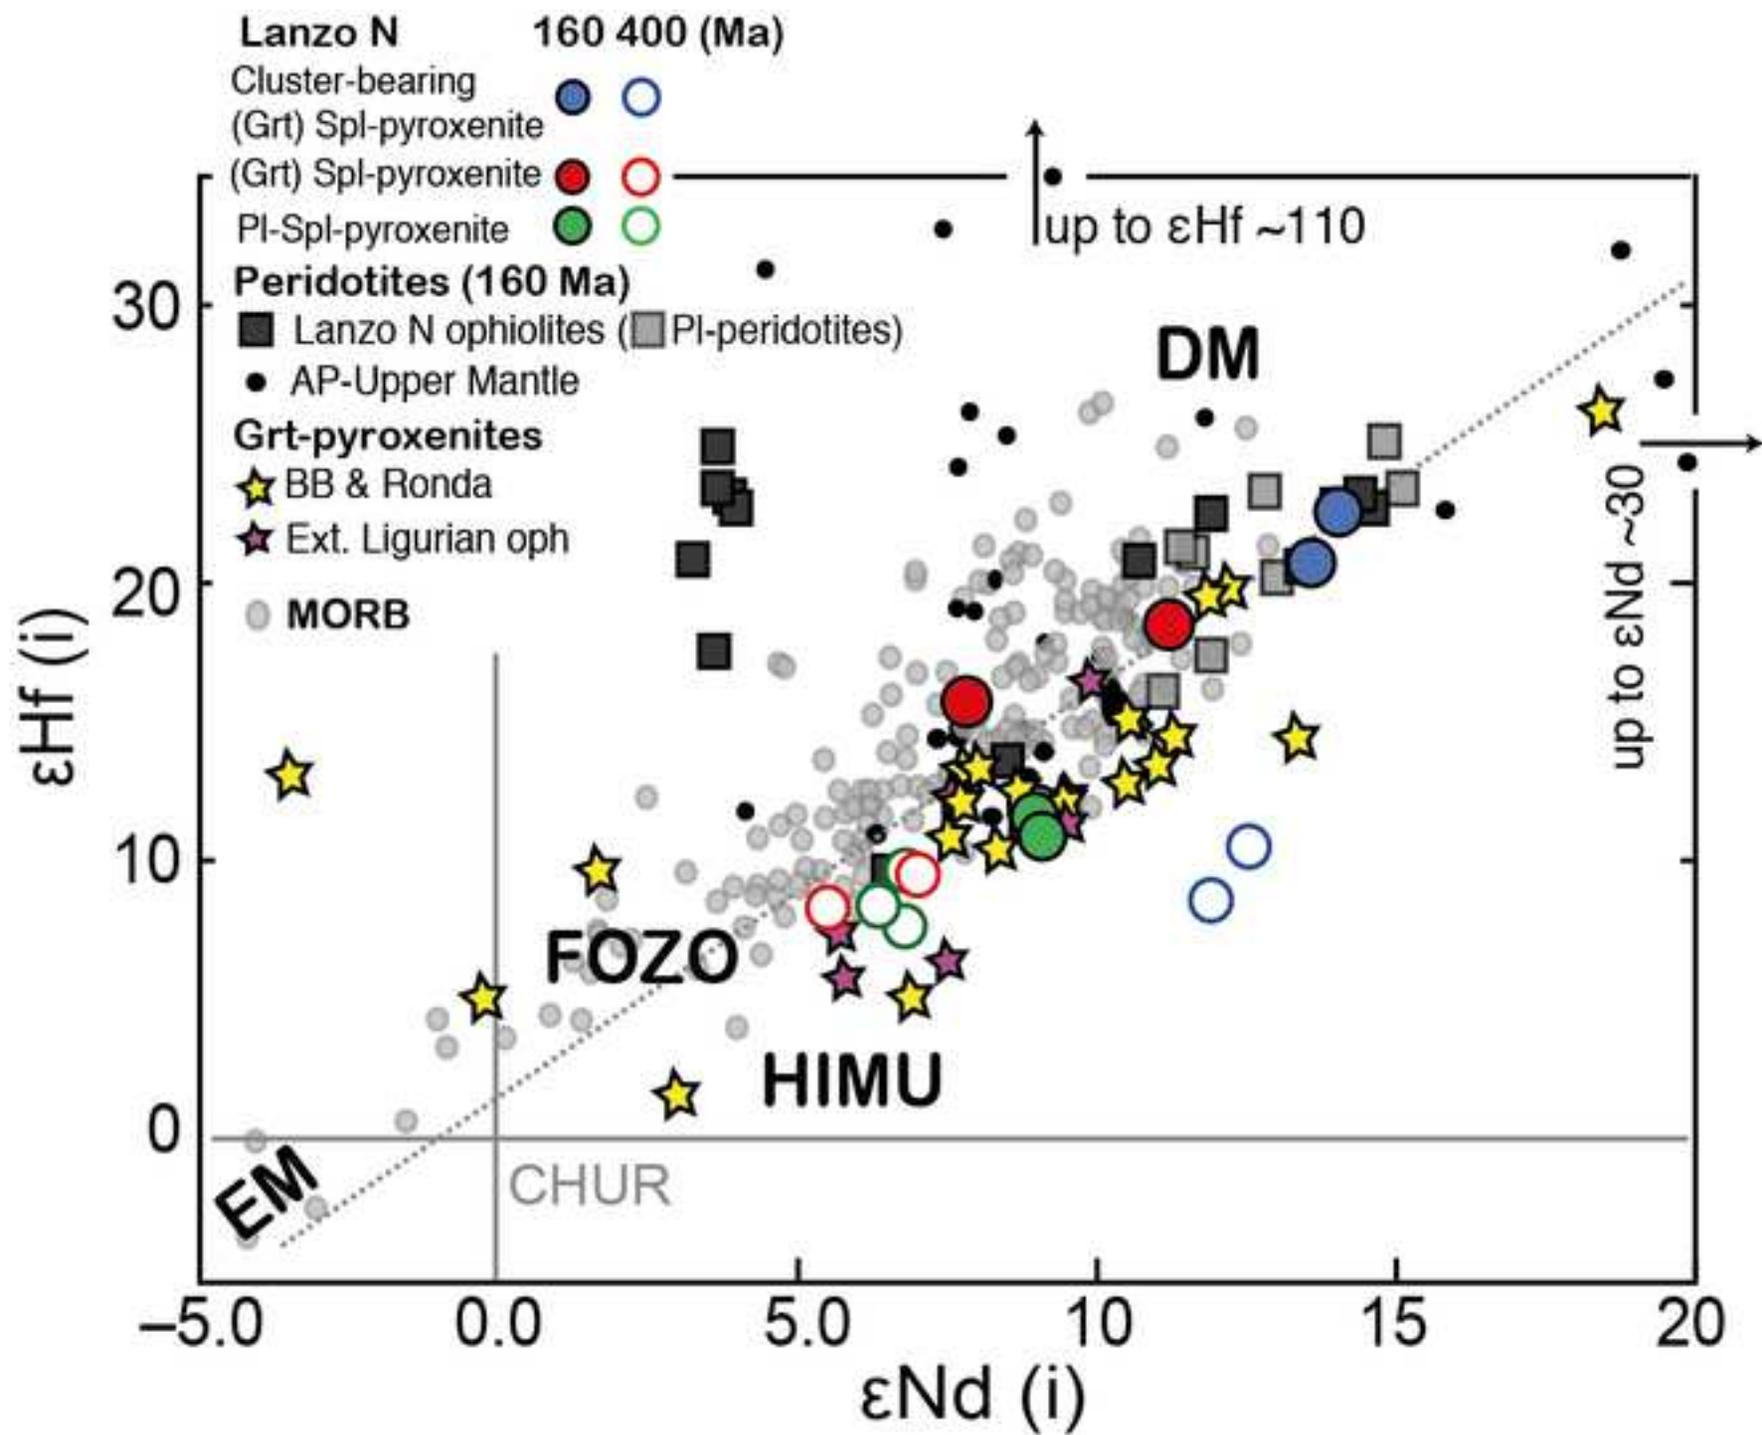 Lanzo N 160 400 (Ma)
Cluster-bearing
(Grt) Spl-pyroxenite
(Grt) Spl-pyroxenite
Pl-Spl-pyroxenite
Peridotites (160 Ma)
Lanzo N ophiolites ( Pl-peridotites)
AP-Upper Mantle
Grt-pyroxenites
BB & Ronda
Ext. Ligurian oph
MORB
up to εHf ~110
DM
up to εNd ~30
FOZO
HIMU
EM
CHUR
30
20
10
0
εHf (i)
–5.0 0.0 5.0 10 15 20
εNd (i)